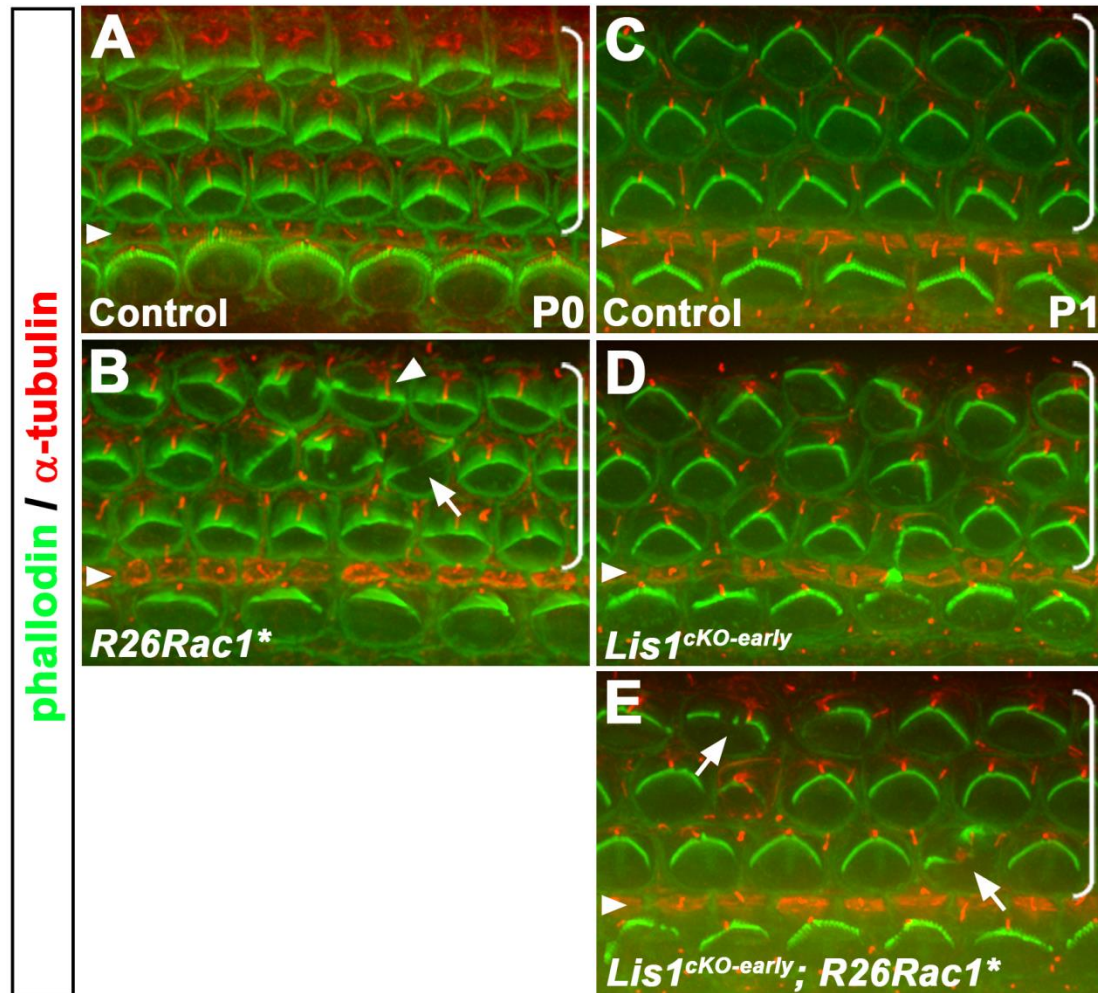 phallodin / α-tubulin
A
Control P0
B
R26Rac1*
C
Control P1
D
Lis1cKO-early
E
Lis1cKO-early; R26Rac1*